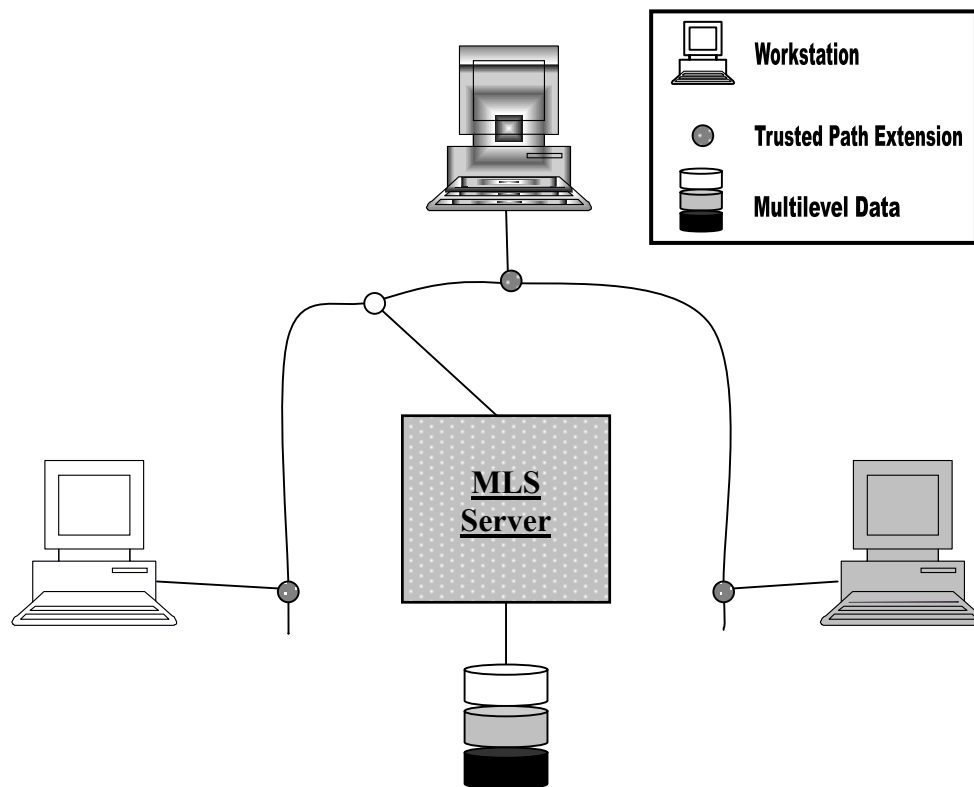 Workstation
Trusted Path Extension
Multilevel Data
MLS
Server